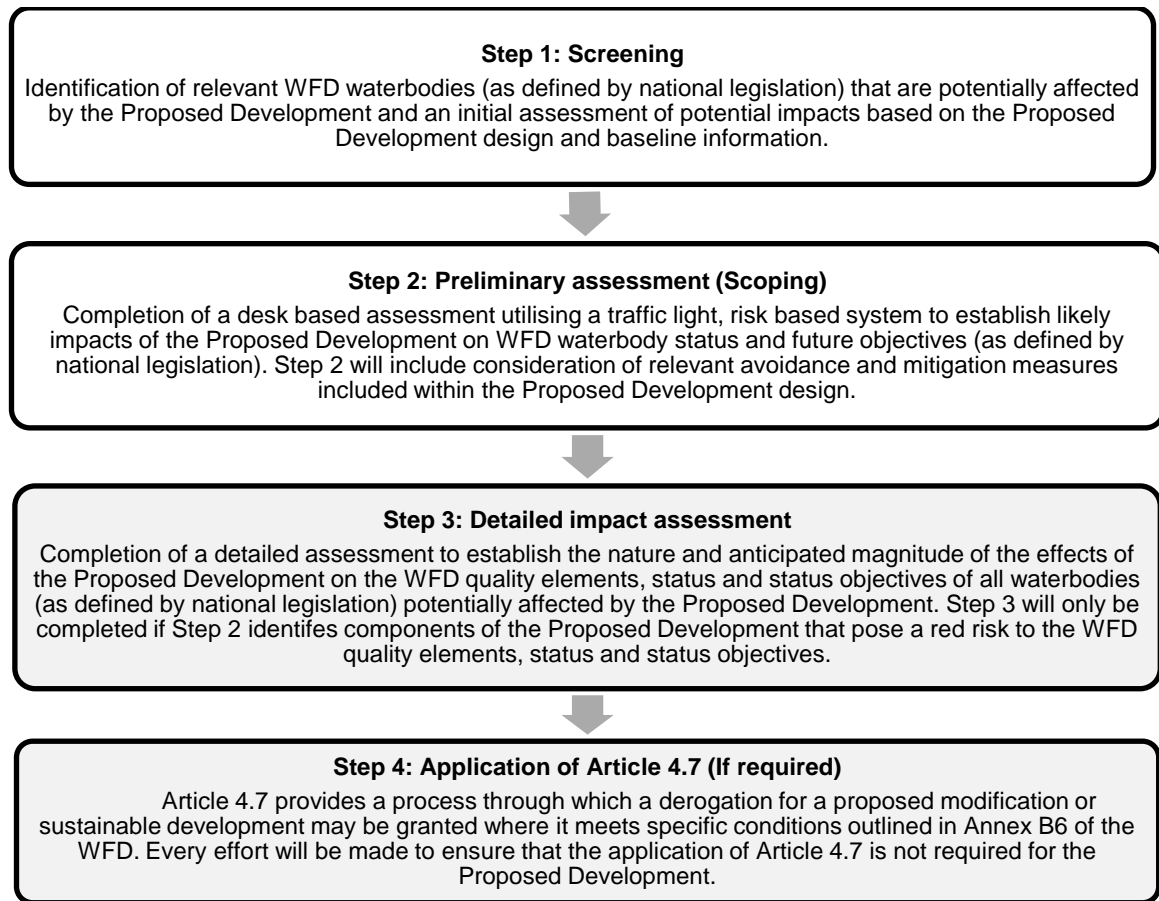 Step 1: Screening
Identification of relevant WFD waterbodies (as defined by national legislation) that are potentially affected
by the Proposed Development and an initial assessment of potential impacts based on the Proposed
Development design and baseline information.
Step 2: Preliminary assessment (Scoping)
Completion of a desk based assessment utilising a traffic light, risk based system to establish likely
impacts of the Proposed Development on WFD waterbody status and future objectives (as defined by
national legislation). Step 2 will include consideration of relevant avoidance and mitigation measures
included within the Proposed Development design.
Step 3: Detailed impact assessment
Completion of a detailed assessment to establish the nature and anticipated magnitude of the effects of
the Proposed Development on the WFD quality elements, status and status objectives of all waterbodies
(as defined by national legislation) potentially affected by the Proposed Development. Step 3 will only be
completed if Step 2 identifes components of the Proposed Development that pose a red risk to the WFD
quality elements, status and status objectives.
Step 4: Application of Article 4.7 (If required)
Article 4.7 provides a process through which a derogation for a proposed modification or
sustainable development may be granted where it meets specific conditions outlined in Annex B6 of the
WFD. Every effort will be made to ensure that the application of Article 4.7 is not required for the
Proposed Development.